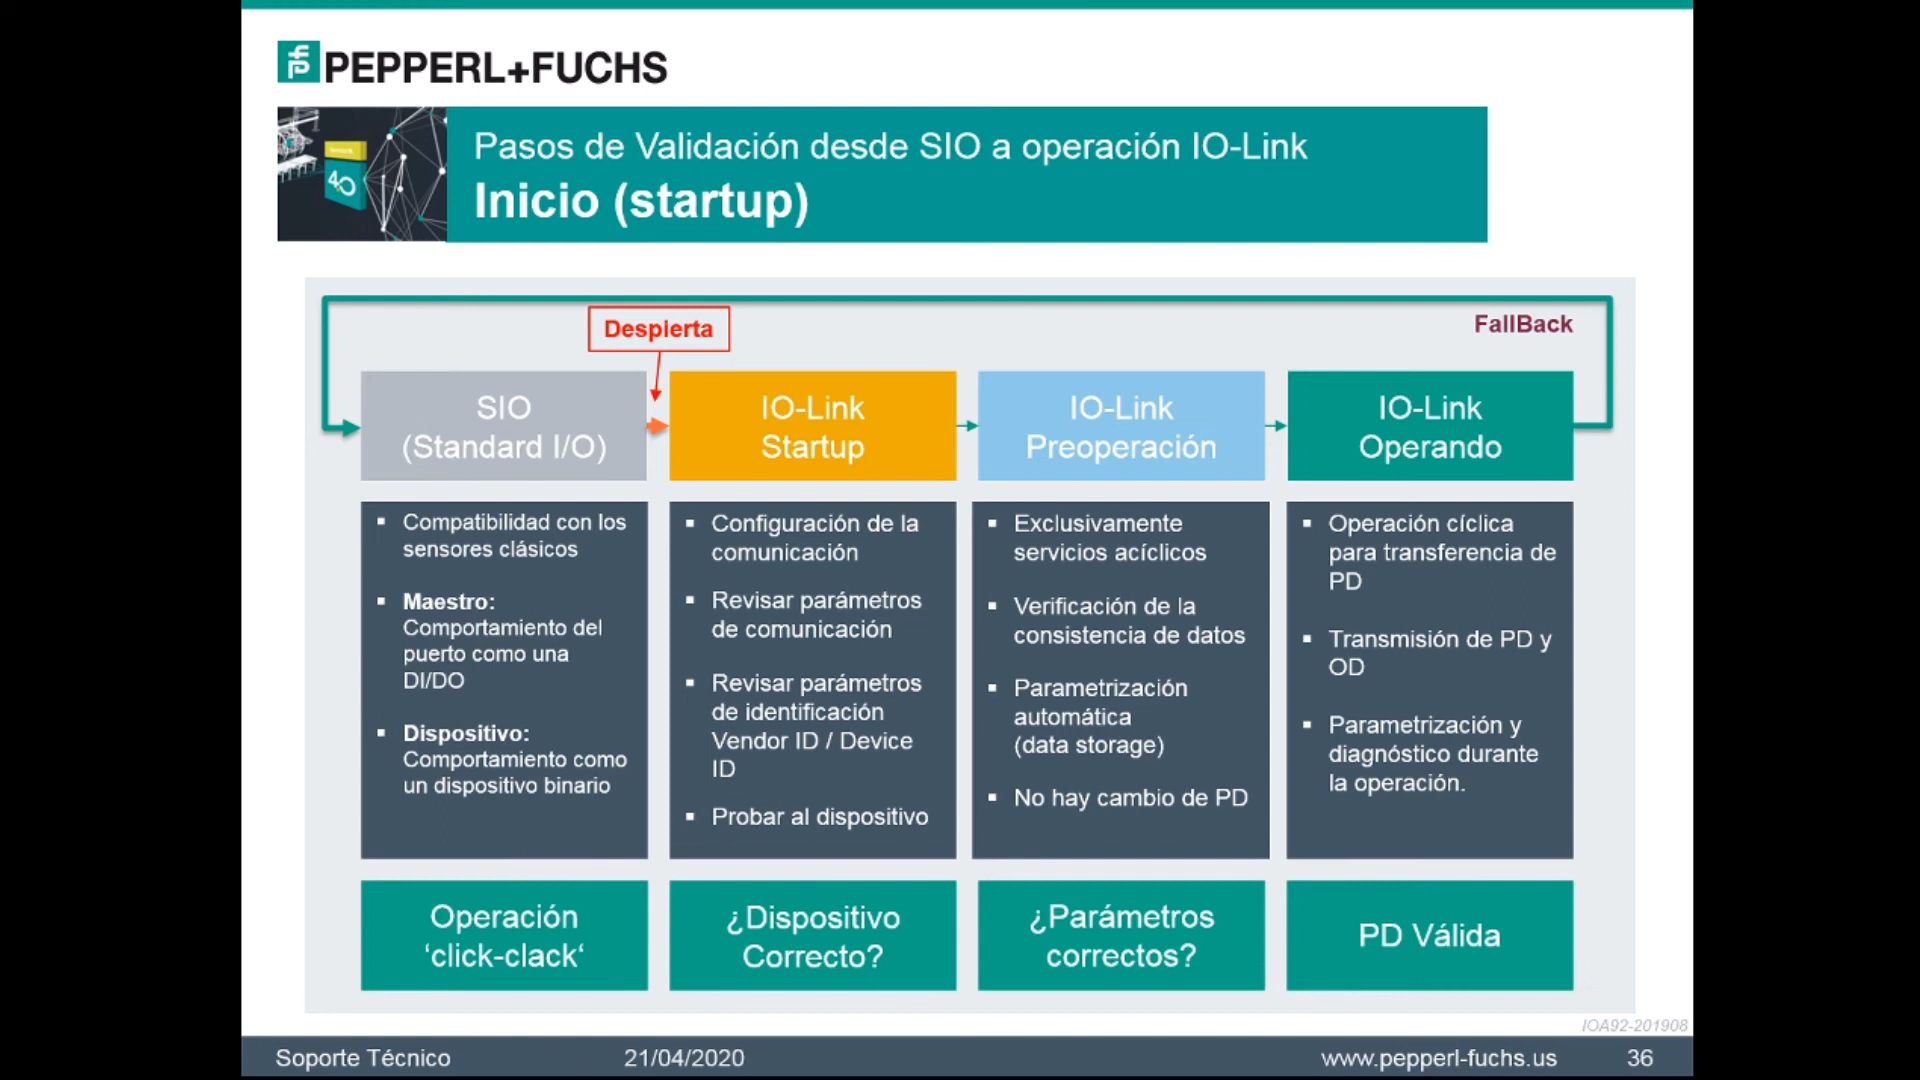 PEPPERL+FUCHS
Pasos de Validación desde SIO a operación IO-Link
Inicio (startup)
Despierta
FallBack
SIO
(Standard I/O)
IO-Link
Startup
IO-Link
Preoperación
IO-Link
Operando
▪ Compatibilidad con los
sensores clásicos
▪ Maestro:
Comportamiento del
puerto como una
DI/DO
▪ Dispositivo:
Comportamiento como
un dispositivo binario
▪ Configuración de la
comunicación
▪ Revisar parámetros
de comunicación
▪ Revisar parámetros
de identificación
Vendor ID / Device
ID
▪ Probar al dispositivo
▪ Exclusivamente
servicios acíclicos
▪ Verificación de la
consistencia de datos
▪ Parametrización
automática
(data storage)
▪ No hay cambio de PD
▪ Operación cíclica
para transferencia de
PD
▪ Transmisión de PD y
OD
▪ Parametrización y
diagnóstico durante
la operación.
Operación
‘click-clack‘
¿Dispositivo
Correcto?
¿Parámetros
correctos?
PD Válida
IOA92-201908
Soporte Técnico 21/04/2020 www.pepperl-fuchs.us 36